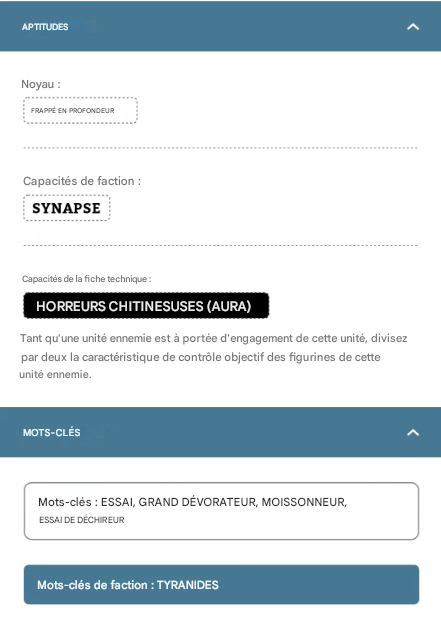 APTITUDES
Noyau :
FRAPPÉ EN PROFONDEUR
Capacités de faction :
SYNAPSE
Capacités de la fiche technique :
HORREURS CHITINESUSES (AURA)
Tant qu'une unité ennemie est à portée d'engagement de cette unité, divisez
par deux la caractéristique de contrôle objectif des figurines de cette
unité ennemie.
MOTS-CLÉS
Mots-clés : ESSAI, GRAND DÉVORATEUR, MOISSONNEUR,
ESSAI DE DÉCHIREUR
Mots-clés de faction : TYRANIDES